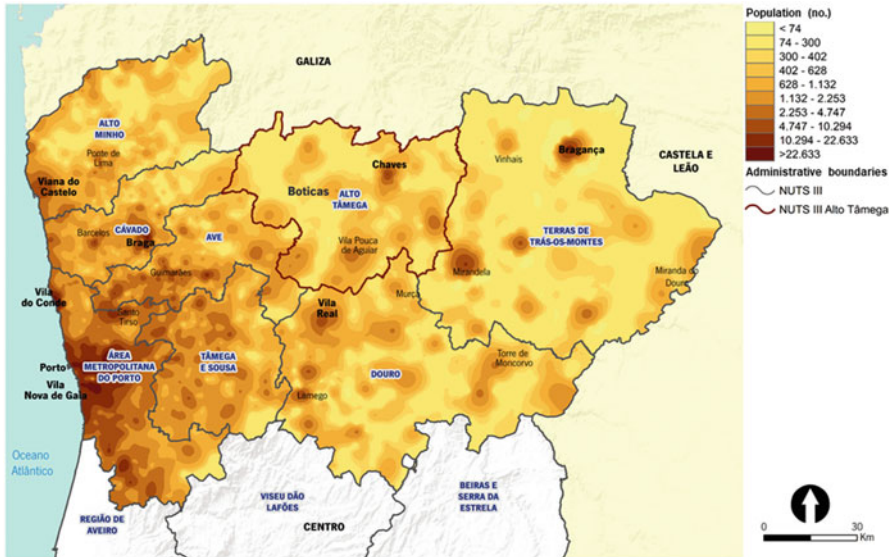 GALIZA
ALTO
MINHO
Ponte de
Lima
Viana do
Castelo
Chaves
Boticas
ALTO
TÂMEGA
Vinhais
Bragança
CASTELA E
LEÃO
Barcelos
CÁVADO
Braga
AVE
Vila Pouca
de Aguiar
TERRAS DE
TRÁS-OS-MONTES
Guimarães
Mirandela
Miranda do
Douro
Vila
do Conde
Santo
Tirso
Vila
Real
Murça
Porto
ÁREA
METROPOLITANA
DO PORTO
TÂMEGA
E SOUSA
DOURO
Torre de
Moncorvo
Vila
Nova de Gaia
Lamego
Oceano
Atlântico
REGIÃO DE
AVEIRO
VISEU DÃO
LAFÕES
CENTRO
BEIRAS E
SERRA DA
ESTRELA
Population (no.)
< 74
74 - 300
300 - 402
402 - 628
628 - 1.132
1.132 - 2.253
2.253 - 4.747
4.747 - 10.294
10.294 - 22.633
>22.633
Administrative boundaries
NUTS III
NUTS III Alto Tâmega
0 30
Km